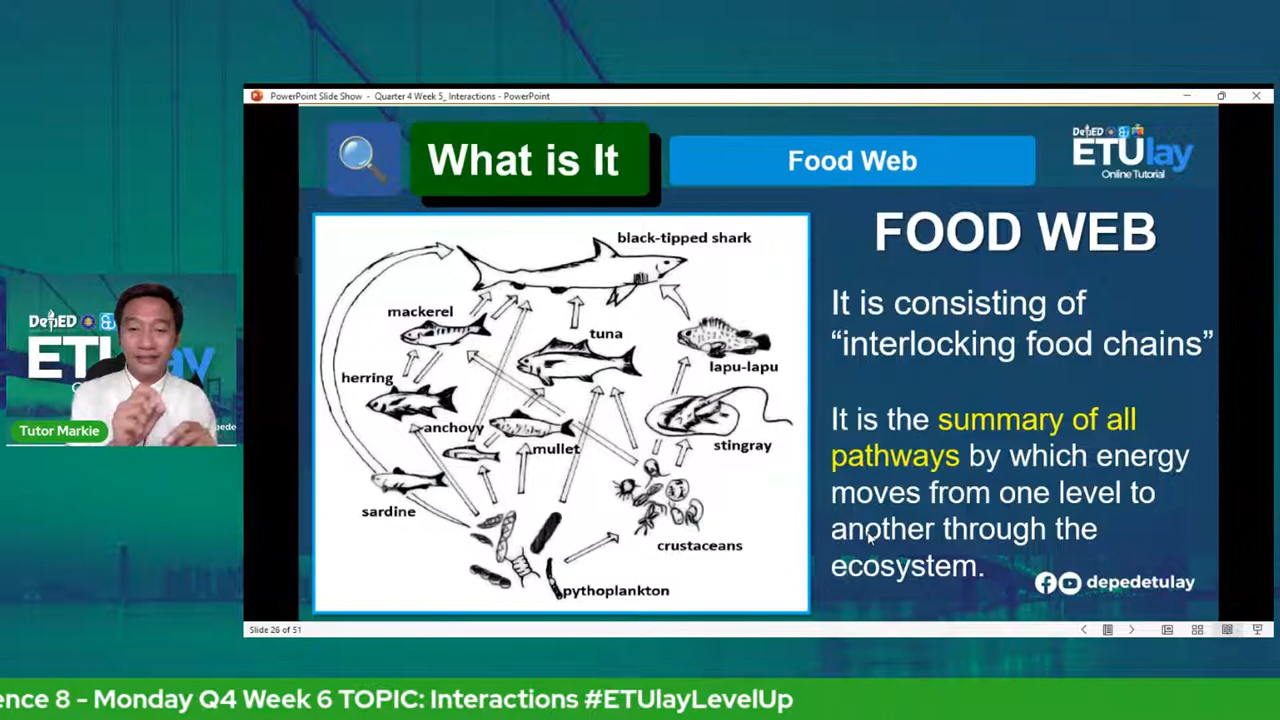 PowerPoint Slide Show - Quarter 4 Week 5_ Interactions - PowerPoint
What is It
Food Web
DepED
ETUlay
Online Tutorial
FOOD WEB
It is consisting of
“interlocking food chains”
It is the summary of all
pathways by which energy
moves from one level to
another through the
ecosystem.
depedetulay
black-tipped shark
mackerel
tuna
lapu-lapu
herring
anchovy
mullet
stingray
sardine
crustaceans
pythoplankton
DepED
Tutor Markie
Slide 26 of 51
ence 8 - Monday Q4 Week 6 TOPIC: Interactions #ETUlayLevelUp